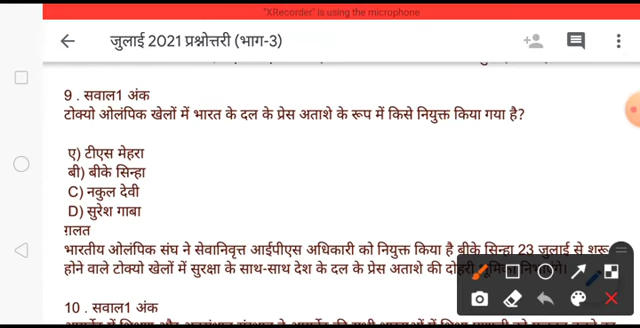 "XRecorder" is using the microphone
जुलाई 2021 प्रश्नोत्तरी (भाग-3)
9 . सवाल1 अंक
टोक्यो ओलंपिक खेलों में भारत के दल के प्रेस अताशे के रूप में किसे नियुक्त किया गया है?
ए) टीएस मेहरा
बी) बीके सिन्हा
C) नकुल देवी
D) सुरेश गाबा
ग़लत
भारतीय ओलंपिक संघ ने सेवानिवृत्त आईपीएस अधिकारी को नियुक्त किया है बीके सिन्हा 23 जुलाई से शुरू
होने वाले टोक्यो खेलों में सुरक्षा के साथ-साथ देश के दल के प्रेस अताशे की दोहरी
10 . सवाल1 अंक